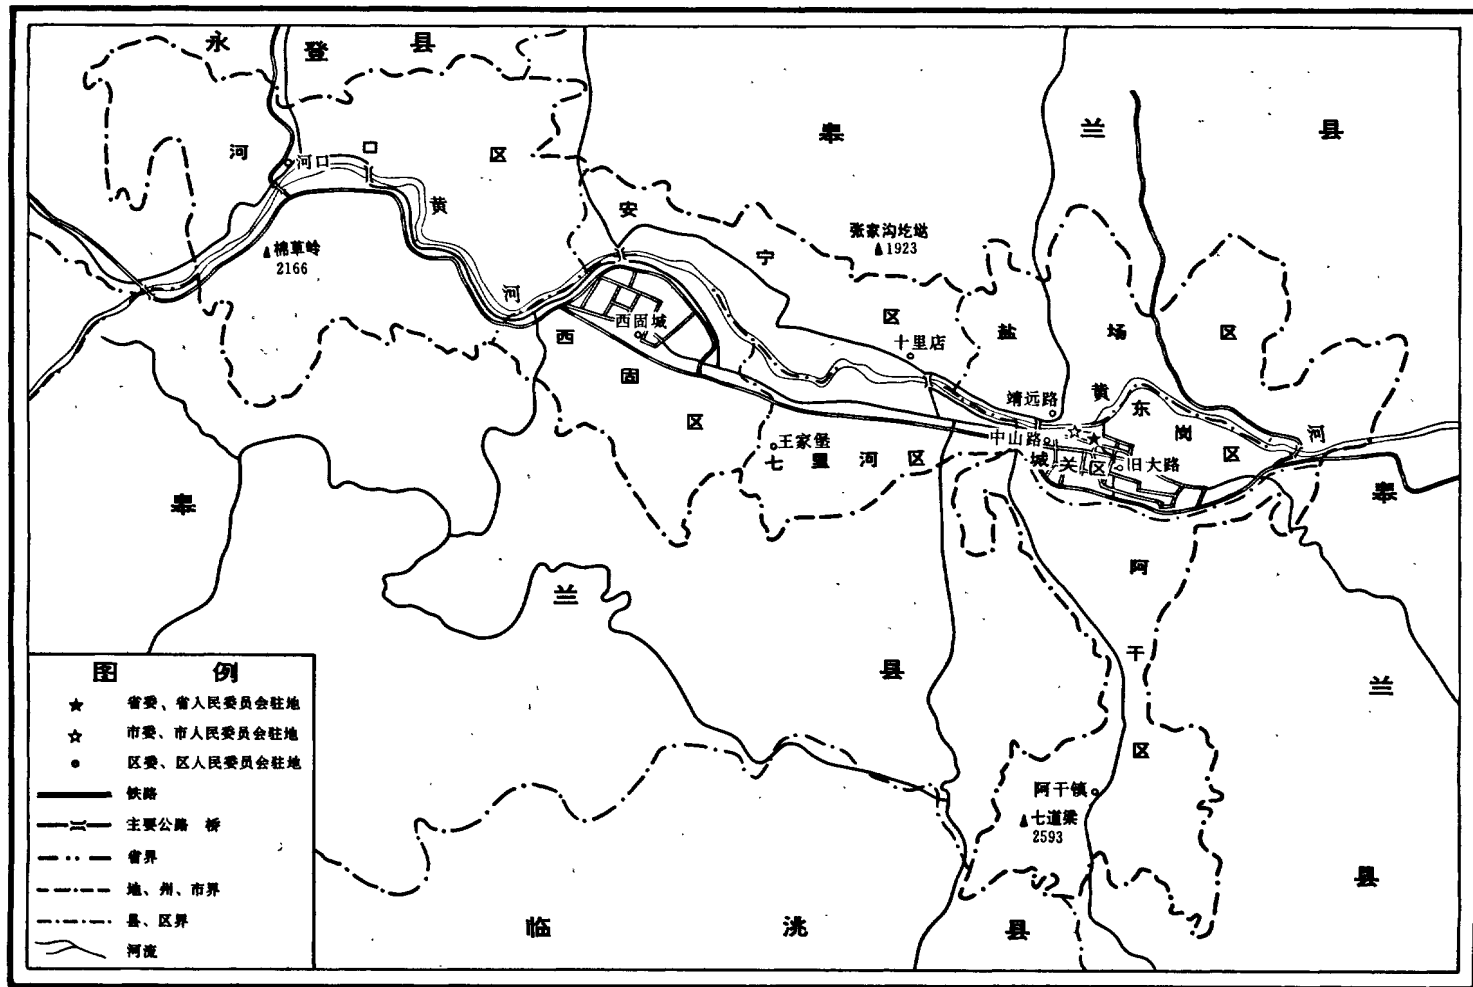 永登县
皋兰县
河口区
河口
黄河
安宁区
张家沟圪垯
1923
棉草岭
2166
盐场区
西固城
西固区
十里店
靖远路
黄河
东岗区
中山路
城关区
旧大路
王家堡
七里河区
皋兰县
皋兰县
阿干区
阿干镇
七道梁
2593
临洮县
图例
省委、省人民委员会驻地
市委、市人民委员会驻地
区委、区人民委员会驻地
铁路
主要公路 桥
省界
地、州、市界
县、区界
河流